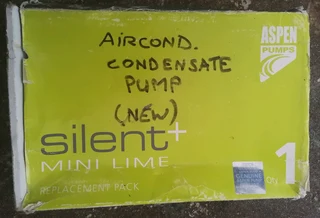 AIRCOND.
CONDENSATE
PUMP
(NEW)
ASPEN
PUMPS
silent+
MINI LIME
REPLACEMENT PACK
1